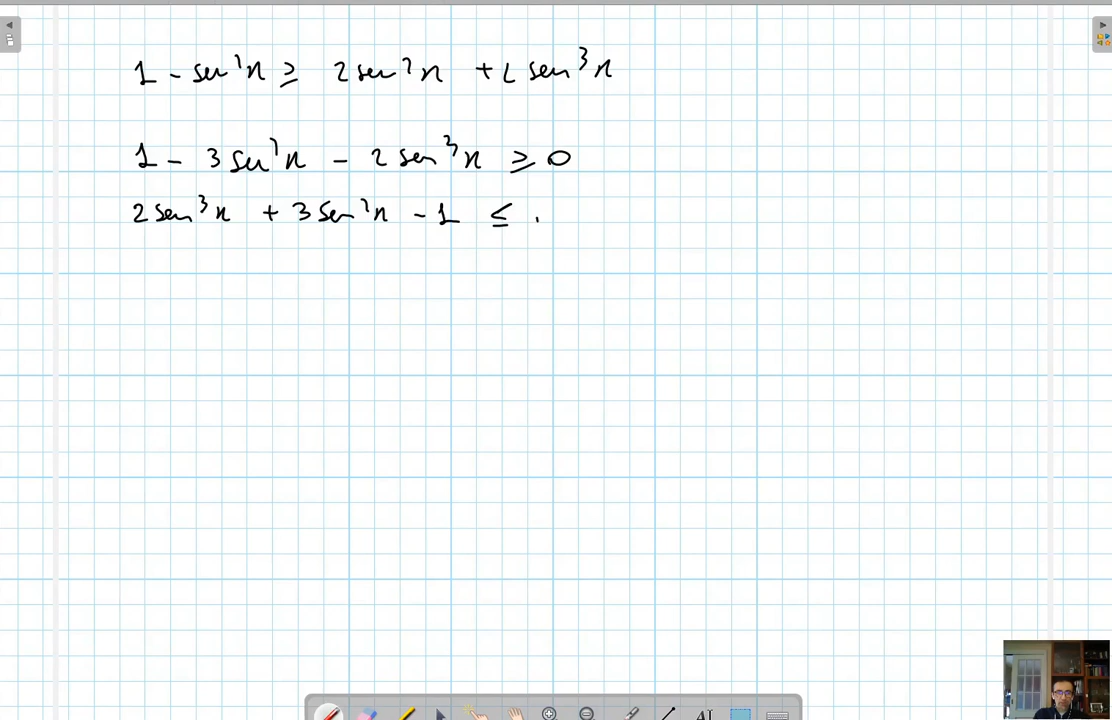 1 - sen²x ≥ 2sen²x + 2sen³x
1 - 3sen²x - 2sen³x ≥ 0
2sen³x + 3sen²x - 1 ≤ .